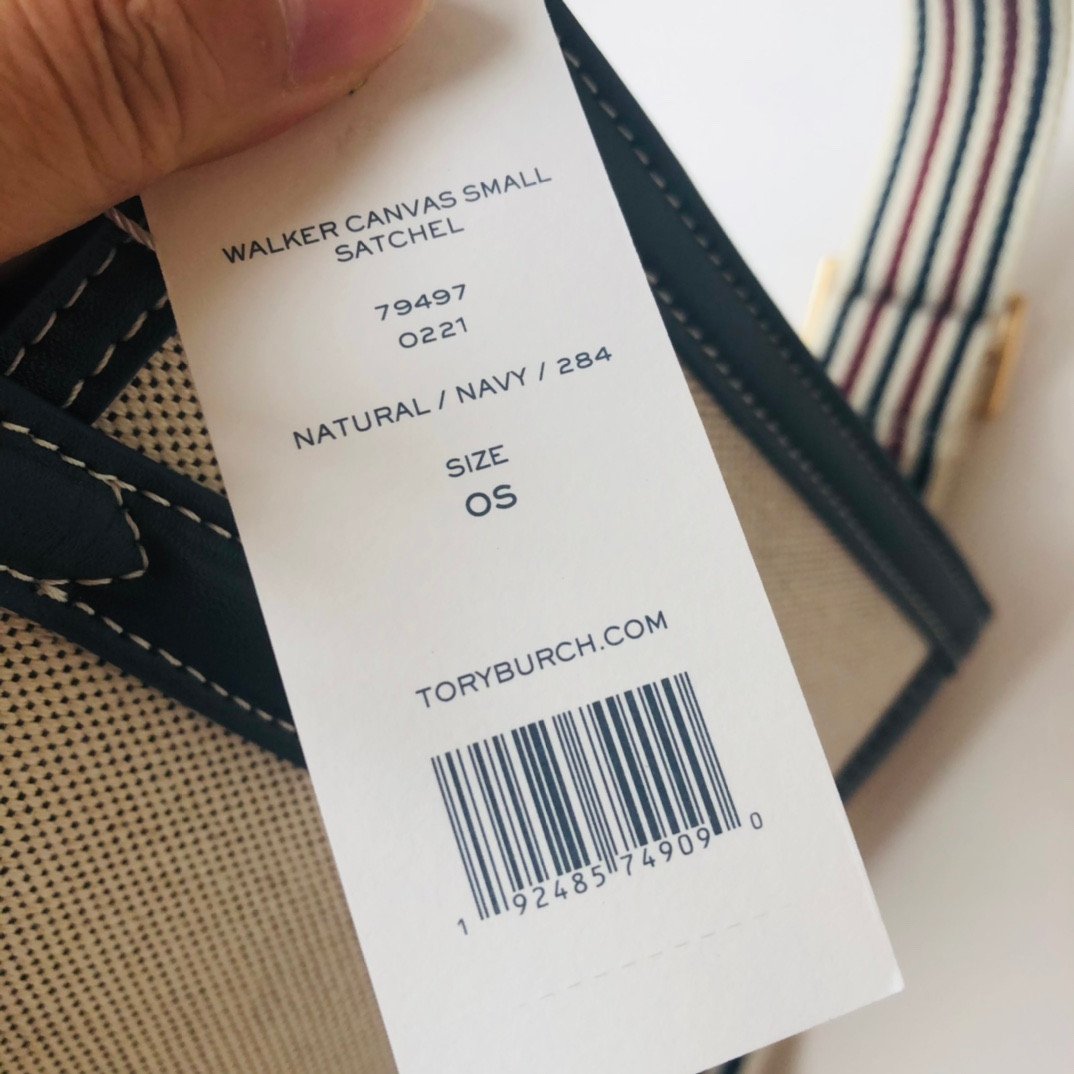 WALKER CANVAS SMALL
SATCHEL
79497
0221
NATURAL / NAVY / 284
SIZE
OS
TORYBURCH.COM
1 92485 74909 0